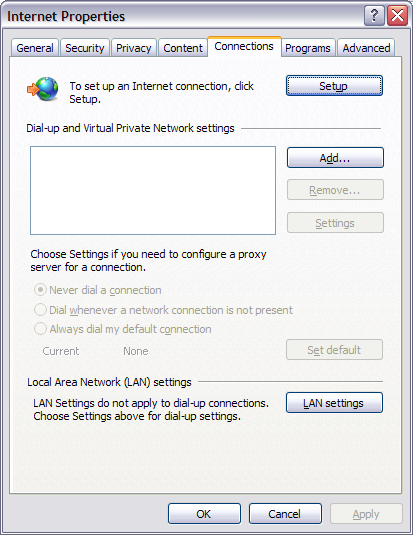 Internet Properties
General Security Privacy Content Connections Programs Advanced
To set up an Internet connection, click
Setup.
Setup
Dial-up and Virtual Private Network settings
Add...
Remove...
Settings
Choose Settings if you need to configure a proxy
server for a connection.
Never dial a connection
Dial whenever a network connection is not present
Always dial my default connection
Current None
Set default
Local Area Network (LAN) settings
LAN Settings do not apply to dial-up connections.
Choose Settings above for dial-up settings.
LAN settings
OK Cancel Apply